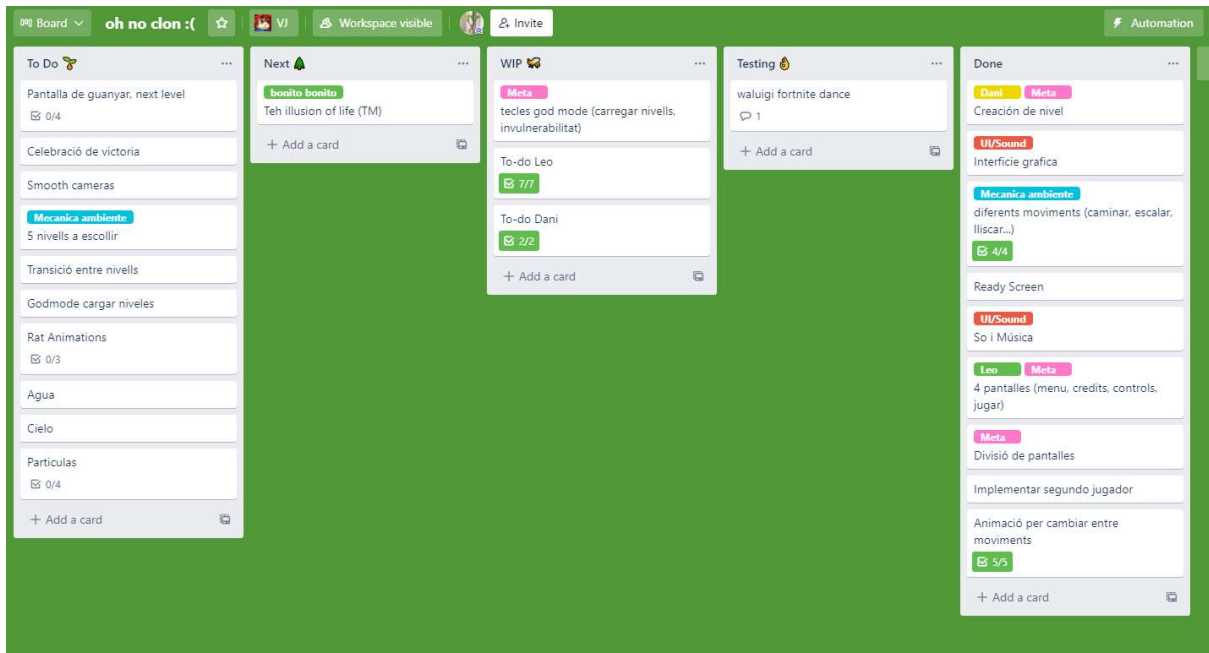 Board
oh no clon :(
VJ
Workspace visible
Invite
Automation
To Do
Pantalla de guanyar, next level
0/4
Celebració de victoria
Smooth cameras
Mecanica ambiente
5 nivells a escollir
Transició entre nivells
Godmode cargar niveles
Rat Animations
0/3
Agua
Cielo
Particulas
0/4
+ Add a card
Next
bonito bonito
Teh illusion of life (TM)
+ Add a card
WIP
Meta
tecles god mode (carregar nivells,
invulnerabilitat)
To-do Leo
7/7
To-do Dani
2/2
+ Add a card
Testing
waluigi fortnite dance
1
+ Add a card
Done
Dani Meta
Creación de nivel
UI/Sound
Interficie grafica
Mecanica ambiente
diferents moviments (caminar, escalar,
lliscar...)
4/4
Ready Screen
UI/Sound
So i Música
Leo Meta
4 pantalles (menu, credits, controls,
jugar)
Meta
Divisió de pantalles
Implementar segundo jugador
Animació per cambiar entre
moviments
5/5
+ Add a card